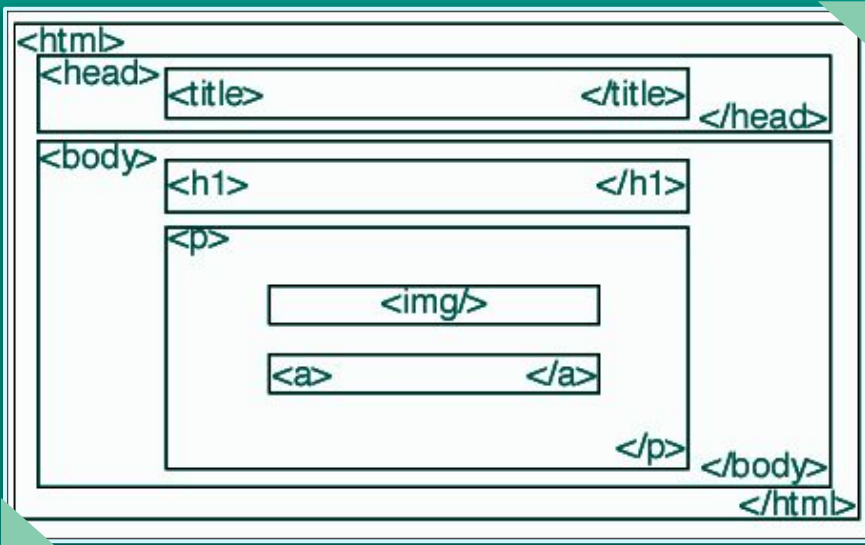 <html>
<head>
<title> </title>
</head>
<body>
<h1> </h1>
<p>
<img/>
<a> </a>
</p>
</body>
</html>